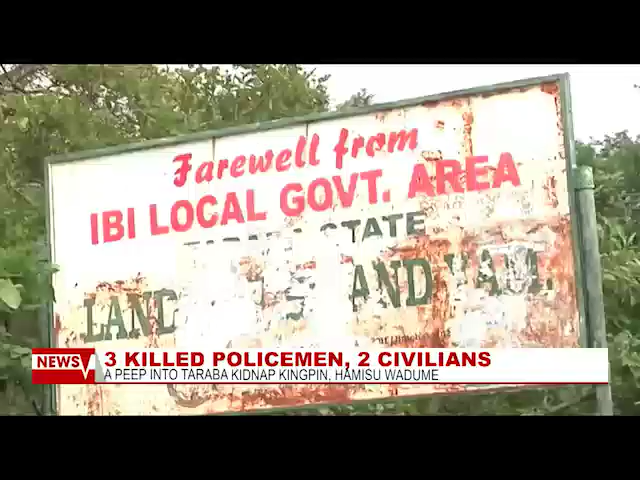 Farewell from
IBI LOCAL GOVT. AREA
STATE
LAND AND
NEWS
3 KILLED POLICEMEN, 2 CIVILIANS
A PEEP INTO TARABA KIDNAP KINGPIN, HAMISU WADUME